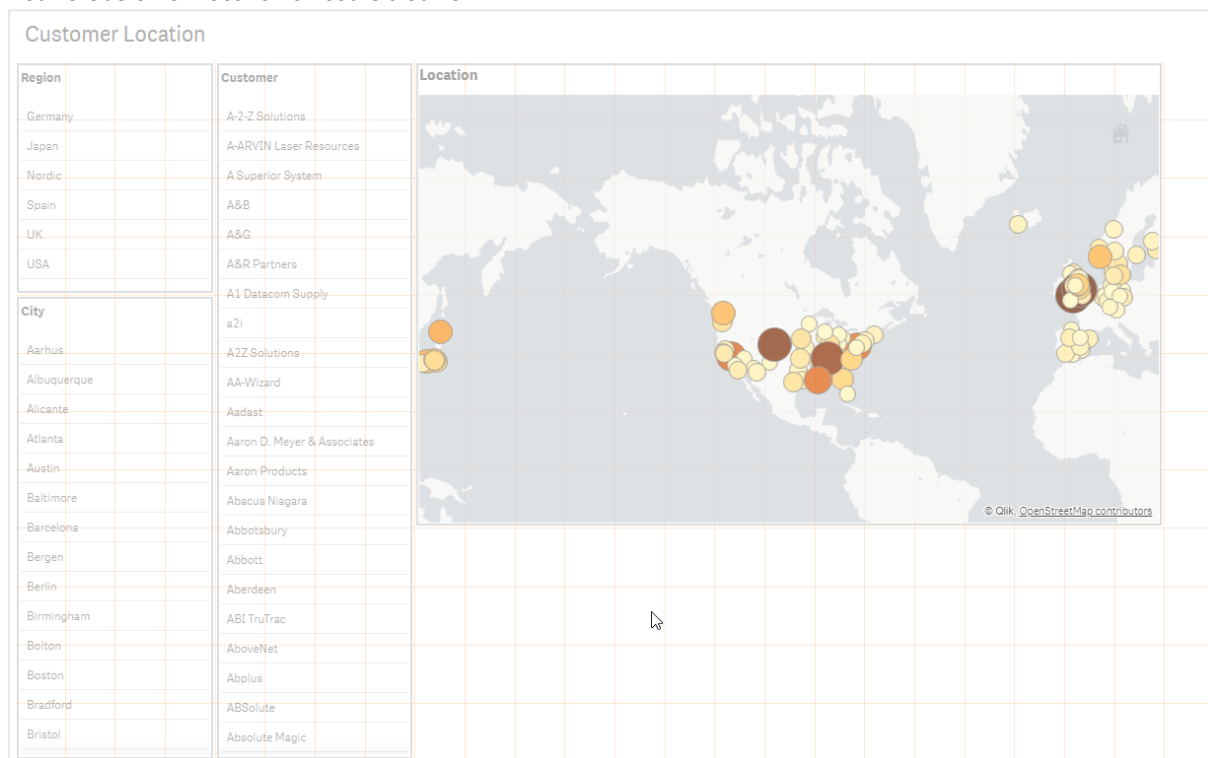 Customer Location
Region
Germany
Japan
Nordic
Spain
UK
USA
City
Aarhus
Albuquerque
Alicante
Atlanta
Austin
Baltimore
Barcelona
Bergen
Berlin
Birmingham
Bolton
Boston
Bradford
Bristol
Customer
A-2-Z Solutions
A-ARVIN Laser Resources
A Superior System
A&B
A&G
A&R Partners
A1 Datacom Supply
a2i
A2Z Solutions
AA-Wizard
Aadast
Aaron D. Meyer & Associates
Aaron Products
Abacus Niagara
Abbotsbury
Abbott
Aberdeen
ABI TruTrac
AboveNet
Abplus
ABSolute
Absolute Magic
Location
© Qlik, OpenStreetMap contributors